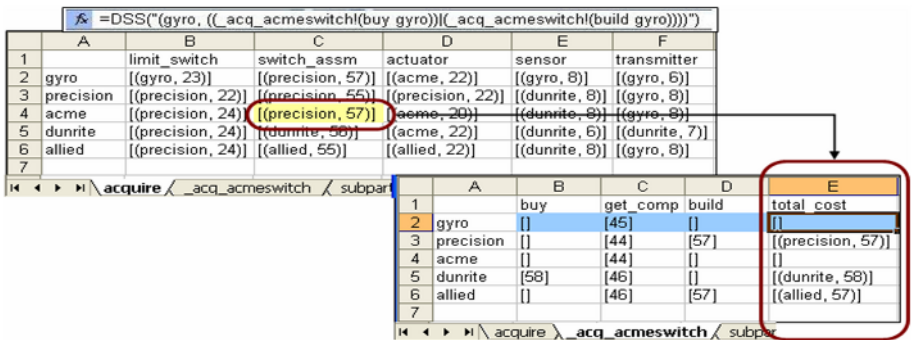 fx =DSS("(gyro, ((_acq_acmeswitch!(buy gyro))|(_acq_acmeswitch!(build gyro))))")
A B C D E F
1 limit_switch switch_assm actuator sensor transmitter
2 gyro [(gyro, 23)] [(precision, 57)] [(acme, 22)] [(gyro, 8)] [(gyro, 6)]
3 precision [(precision, 22)] [(precision, 55)] [(precision, 22)] [(dunrite, 8)] [(gyro, 8)]
4 acme [(precision, 24)] [(precision, 57)] [(acme, 20)] [(dunrite, 8)] [(gyro, 8)]
5 dunrite [(precision, 24)] [(dunrite, 58)] [(acme, 22)] [(dunrite, 6)] [(dunrite, 7)]
6 allied [(precision, 24)] [(allied, 55)] [(allied, 22)] [(dunrite, 8)] [(gyro, 8)]
7
acquire / _acq_acmeswitch / subpart
A B C D E
1 buy get_comp build total_cost
2 gyro [] [45] [] []
3 precision [] [44] [57] [(precision, 57)]
4 acme [] [44] [] []
5 dunrite [58] [46] [] [(dunrite, 58)]
6 allied [] [46] [57] [(allied, 57)]
7
acquire \ _acq_acmeswitch / subpar